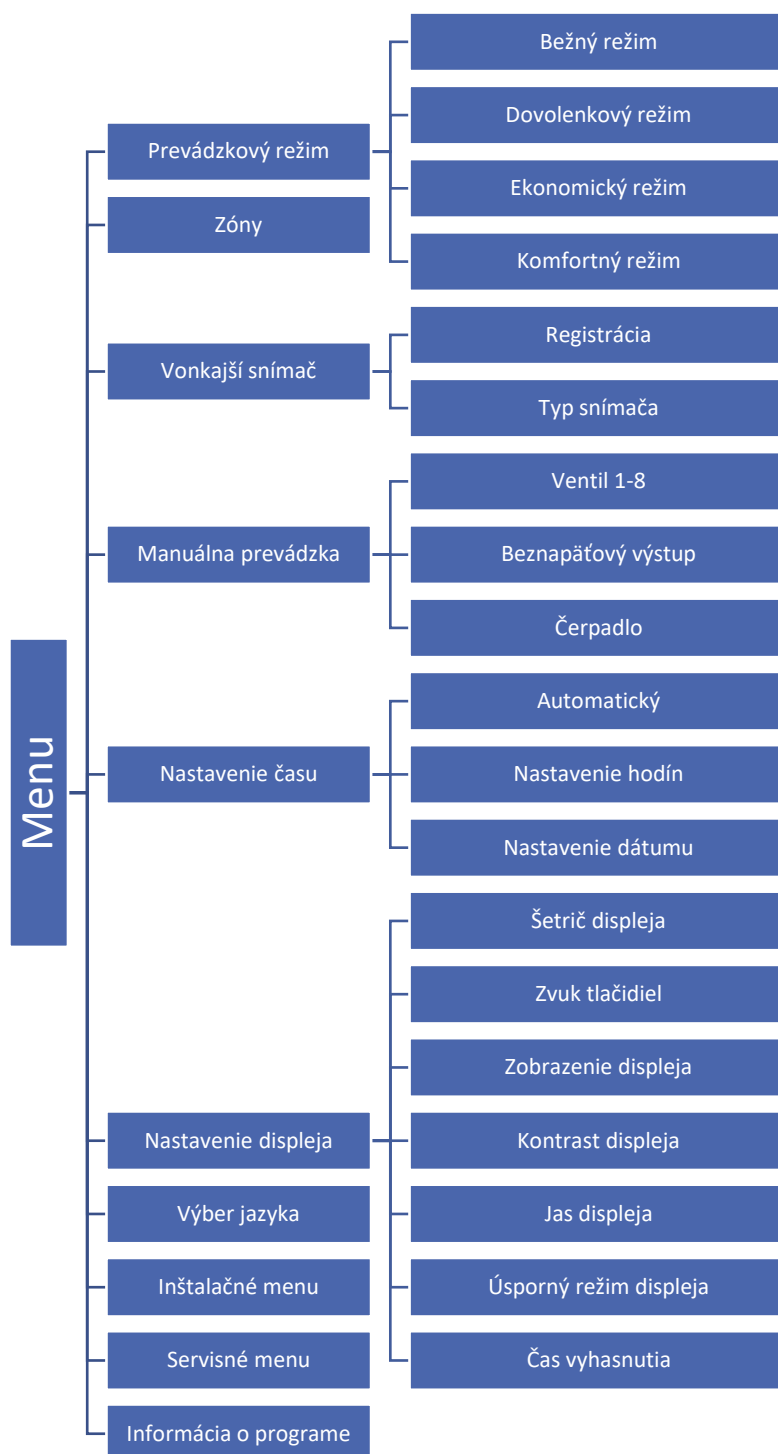 Menu
Prevádzkový režim
Bežný režim
Dovolenkový režim
Ekonomický režim
Komfortný režim
Zóny
Vonkajší snímač
Registrácia
Typ snímača
Manuálna prevádzka
Ventil 1-8
Beznapäťový výstup
Čerpadlo
Nastavenie času
Automatický
Nastavenie hodín
Nastavenie dátumu
Nastavenie displeja
Šetrič displeja
Zvuk tlačidiel
Zobrazenie displeja
Kontrast displeja
Jas displeja
Úsporný režim displeja
Čas vyhasnutia
Výber jazyka
Inštalačné menu
Servisné menu
Informácia o programe